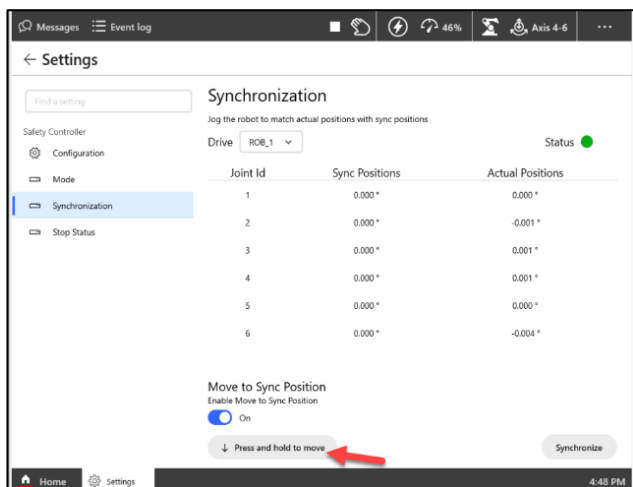 Messages Event log 46% Axis 4-6 ...
← Settings
Find a setting
Safety Controller
Configuration
Mode
Synchronization
Stop Status
Synchronization
Jog the robot to match actual positions with sync positions
Drive ROB_1 Status
Joint Id Sync Positions Actual Positions
1 0.000 ° 0.000 °
2 0.000 ° -0.001 °
3 0.000 ° 0.001 °
4 0.000 ° 0.001 °
5 0.000 ° 0.000 °
6 0.000 ° -0.004 °
Move to Sync Position
Enable Move to Sync Position
On
↓ Press and hold to move Synchronize
Home Settings 4:48 PM